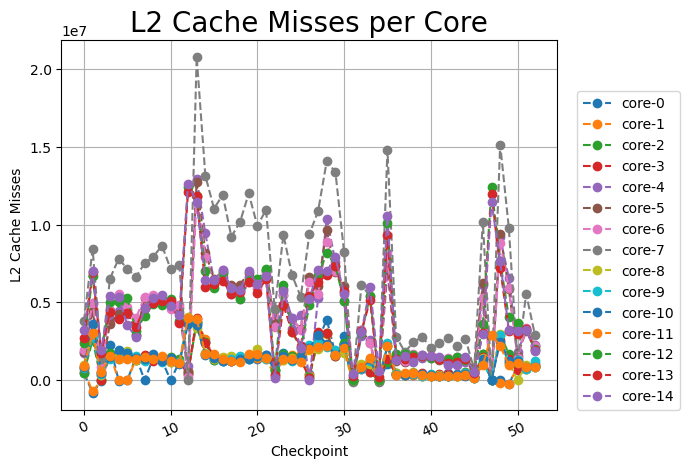 L2 Cache Misses per Core
1e7
2.0
1.5
1.0
0.5
0.0
L2 Cache Misses
0
10
20
30
40
50
Checkpoint
core-0
core-1
core-2
core-3
core-4
core-5
core-6
core-7
core-8
core-9
core-10
core-11
core-12
core-13
core-14